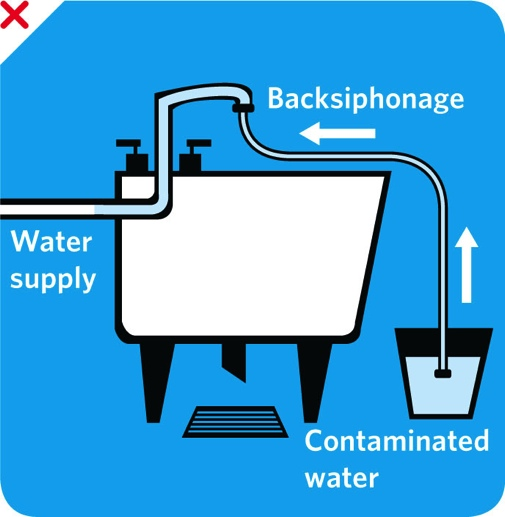 Backsiphonage
Water
supply
Contaminated
water